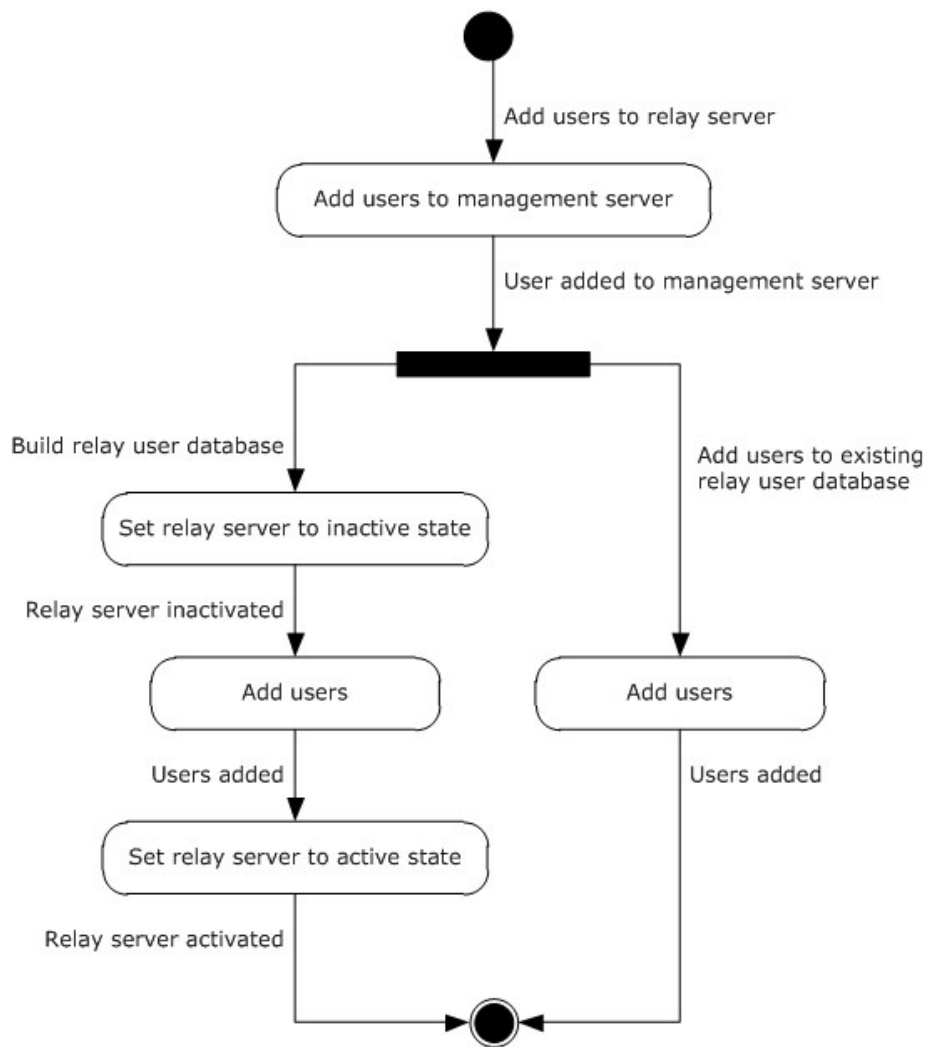 Add users to relay server
Add users to management server
User added to management server
Build relay user database
Add users to existing
relay user database
Set relay server to inactive state
Relay server inactivated
Add users
Add users
Users added
Users added
Set relay server to active state
Relay server activated